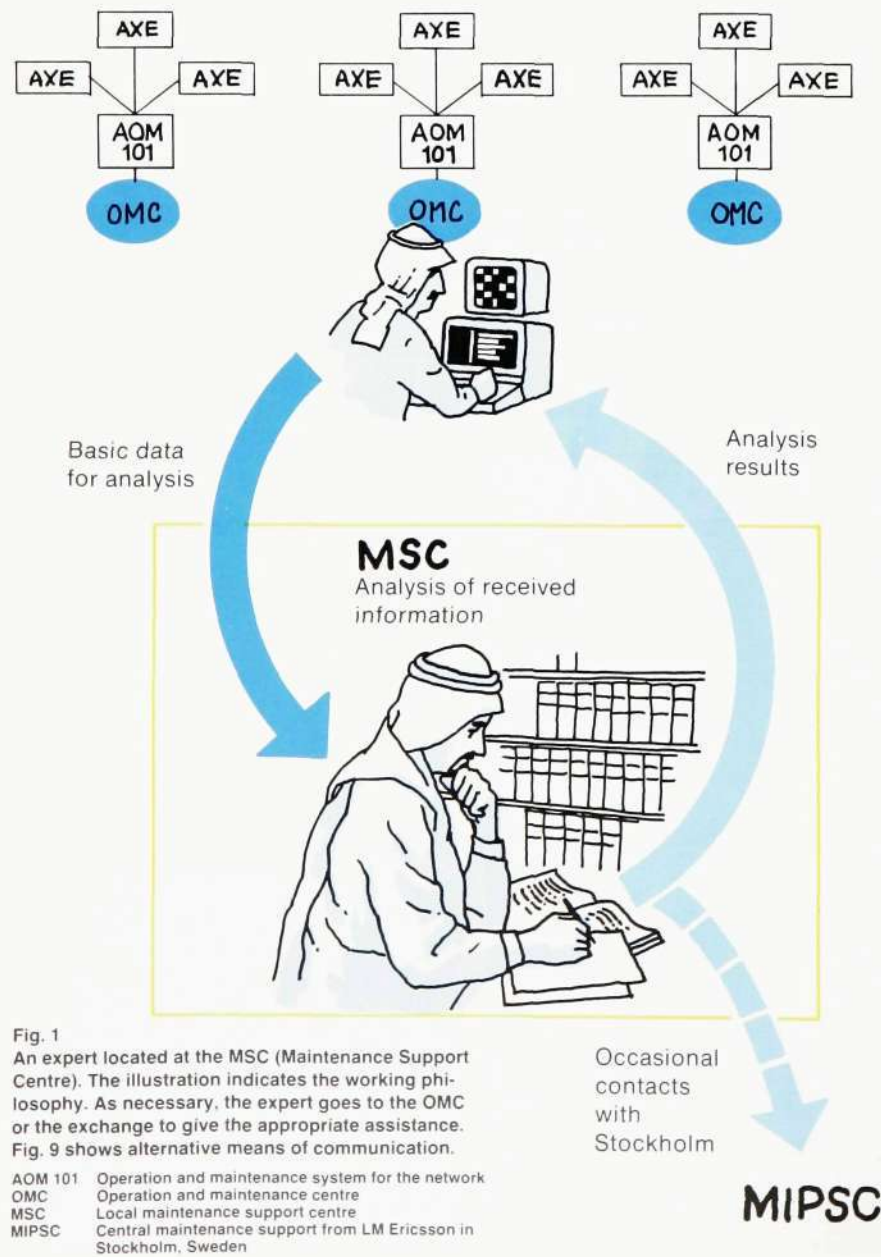 AXE AXE AXE
AXE AXE AXE AXE AXE AXE
AOM AOM AOM
101 101 101
OMC OMC OMC
Basic data
for analysis
Analysis
results
MSC
Analysis of received
information
Fig. 1
An expert located at the MSC (Maintenance Support
Centre). The illustration indicates the working phi-
losophy. As necessary, the expert goes to the OMC
or the exchange to give the appropriate assistance.
Fig. 9 shows alternative means of communication.
AOM 101 Operation and maintenance system for the network
OMC Operation and maintenance centre
MSC Local maintenance support centre
MIPSC Central maintenance support from LM Ericsson in
Stockholm, Sweden
Occasional
contacts
with
Stockholm
MIPSC